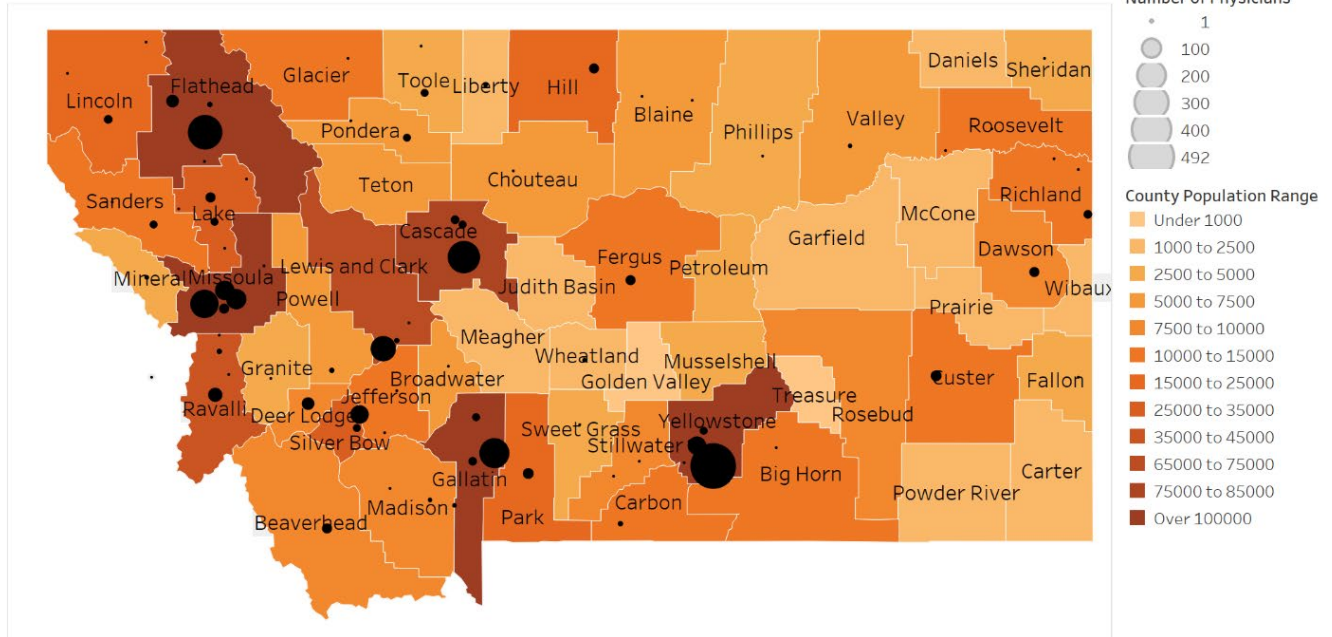 Number of Physicians
1
100
200
300
400
492
County Population Range
Under 1000
1000 to 2500
2500 to 5000
5000 to 7500
7500 to 10000
10000 to 15000
15000 to 25000
25000 to 35000
35000 to 45000
65000 to 75000
75000 to 85000
Over 100000
Lincoln
Flathead
Glacier
Toole
Liberty
Hill
Blaine
Phillips
Valley
Daniels
Sheridan
Roosevelt
Pondera
Teton
Chouteau
Richland
Sanders
Lake
Cascade
McCone
Garfield
Dawson
Wibaux
Mineral
Missoula
Lewis and Clark
Powell
Judith Basin
Fergus
Petroleum
Prairie
Meagher
Wheatland
Golden Valley
Musselshell
Treasure
Rosebud
Custer
Fallon
Granite
Broadwater
Jefferson
Deer Lodge
Silver Bow
Ravalli
Gallatin
Sweet Grass
Stillwater
Yellowstone
Big Horn
Carter
Powder River
Carbon
Park
Madison
Beaverhead